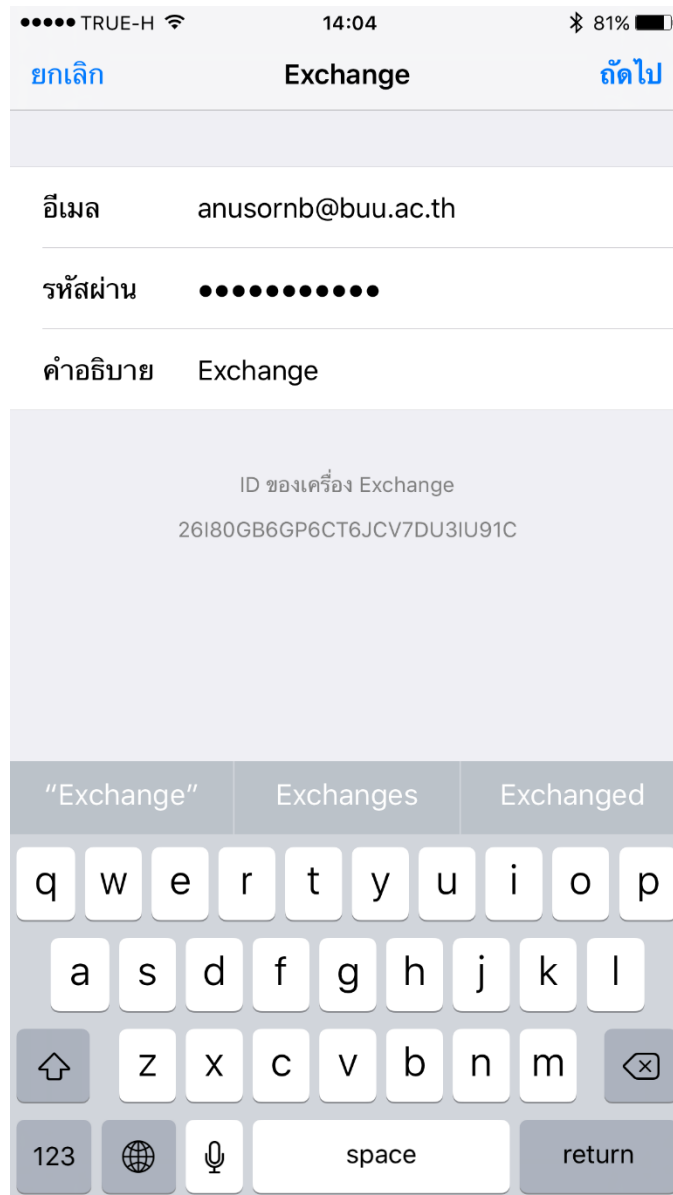 ●●●●● TRUE-H 14:04 81%
ยกเลิก Exchange ถัดไป
อีเมล anusornb@buu.ac.th
รหัสผ่าน ●●●●●●●●●●●
คำอธิบาย Exchange
ID ของเครื่อง Exchange
26I80GB6GP6CT6JCV7DU3IU91C
“Exchange” Exchanges Exchanged
q w e r t y u i o p
a s d f g h j k l
z x c v b n m
123 space return